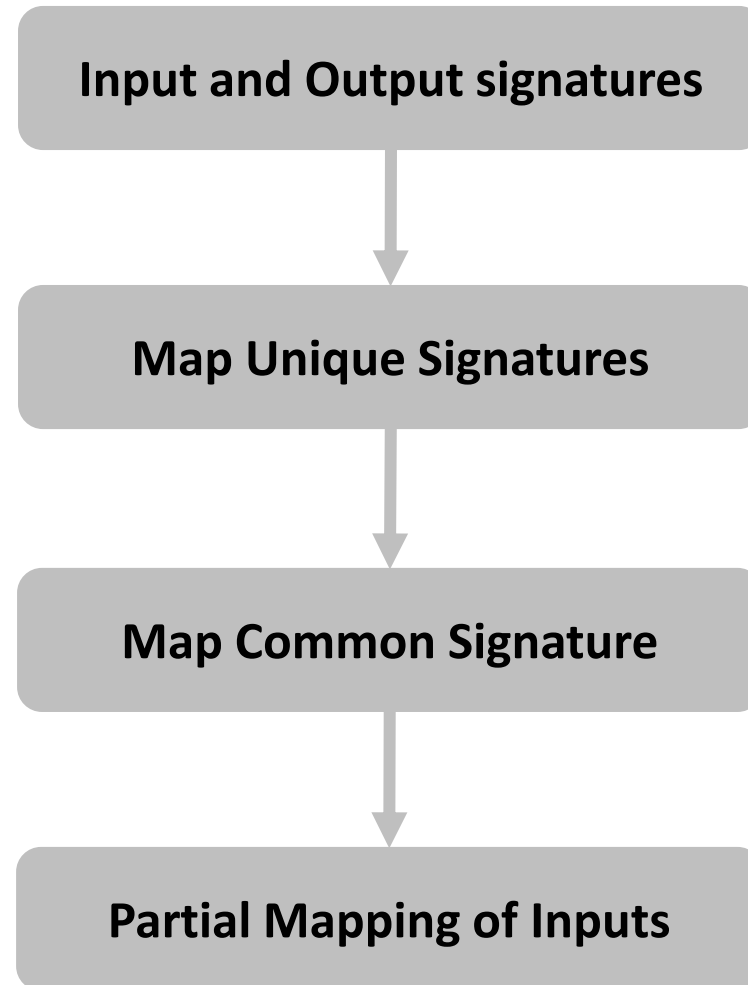 Input and Output signatures
Map Unique Signatures
Map Common Signature
Partial Mapping of Inputs